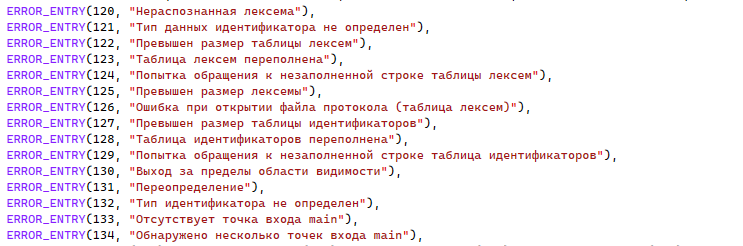 ERROR_ENTRY(120, "Нераспознанная лексема"),
ERROR_ENTRY(121, "Тип данных идентификатора не определен"),
ERROR_ENTRY(122, "Превышен размер таблицы лексем"),
ERROR_ENTRY(123, "Таблица лексем переполнена"),
ERROR_ENTRY(124, "Попытка обращения к незаполненной строке таблицы лексем"),
ERROR_ENTRY(125, "Превышен размер лексемы"),
ERROR_ENTRY(126, "Ошибка при открытии файла протокола (таблица лексем)"),
ERROR_ENTRY(127, "Превышен размер таблицы идентификаторов"),
ERROR_ENTRY(128, "Таблица идентификаторов переполнена"),
ERROR_ENTRY(129, "Попытка обращения к незаполненной строке таблица идентификаторов"),
ERROR_ENTRY(130, "Выход за пределы области видимости"),
ERROR_ENTRY(131, "Переопределение"),
ERROR_ENTRY(132, "Тип идентификатора не определен"),
ERROR_ENTRY(133, "Отсутствует точка входа main"),
ERROR_ENTRY(134, "Обнаружено несколько точек входа main"),